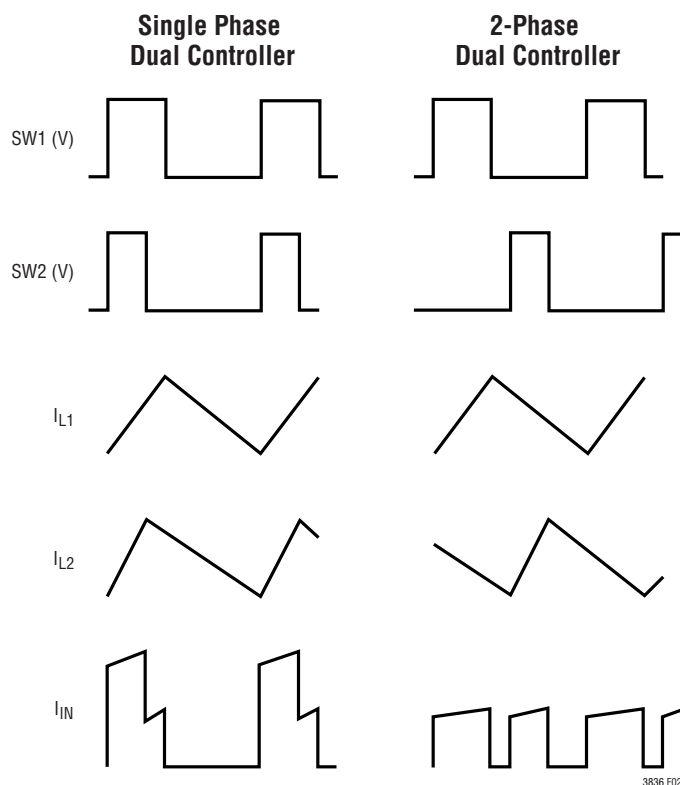 Single Phase
Dual Controller
2-Phase
Dual Controller
SW1 (V)
SW2 (V)
IL1
IL2
IIN
3836 F02